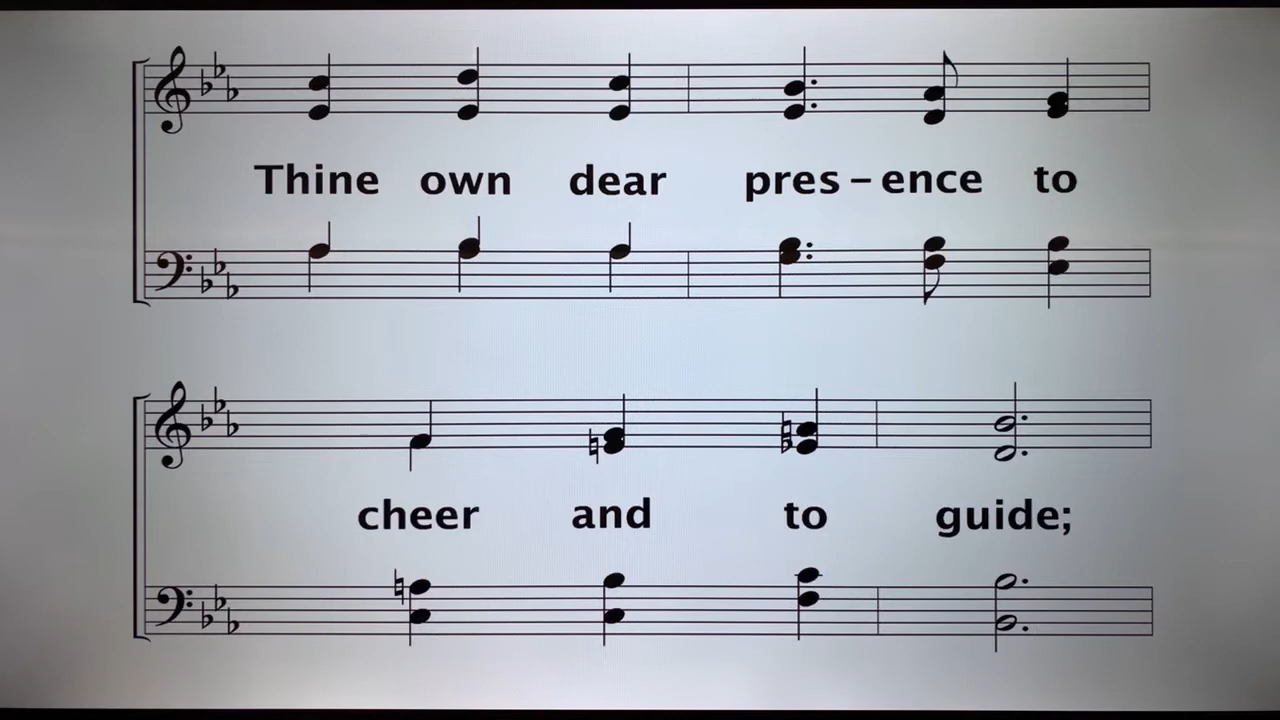 Thine own dear pres–ence to
cheer and to guide;